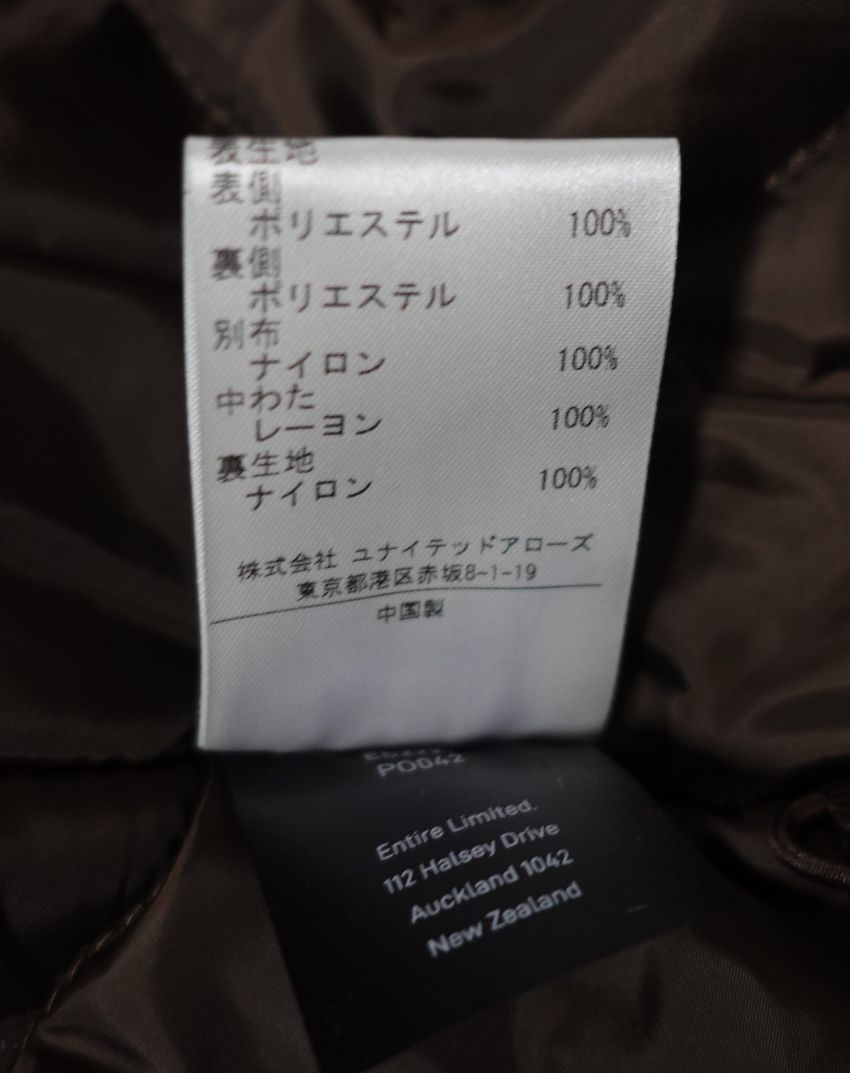 表生地
表側
ポリエステル 100%
裏側
ポリエステル 100%
別布
ナイロン 100%
中わた
レーヨン 100%
裏生地
ナイロン 100%
株式会社 ユナイテッドアローズ
東京都港区赤坂8-1-19
中国製
PO042
Entire Limited.
112 Halsey Drive
Auckland 1042
New Zealand